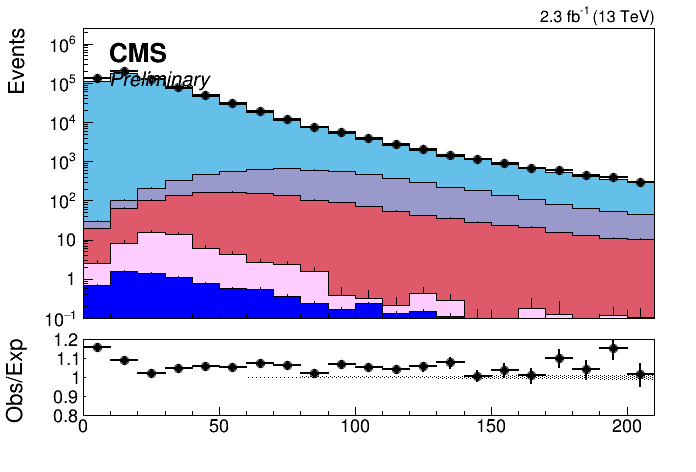 2.3 fb⁻¹ (13 TeV)
CMS
Preliminary
Events
10⁶
10⁵
10⁴
10³
10²
10
1
10⁻¹
Obs/Exp
1.2
1.1
1
0.9
0.8
0 50 100 150 200